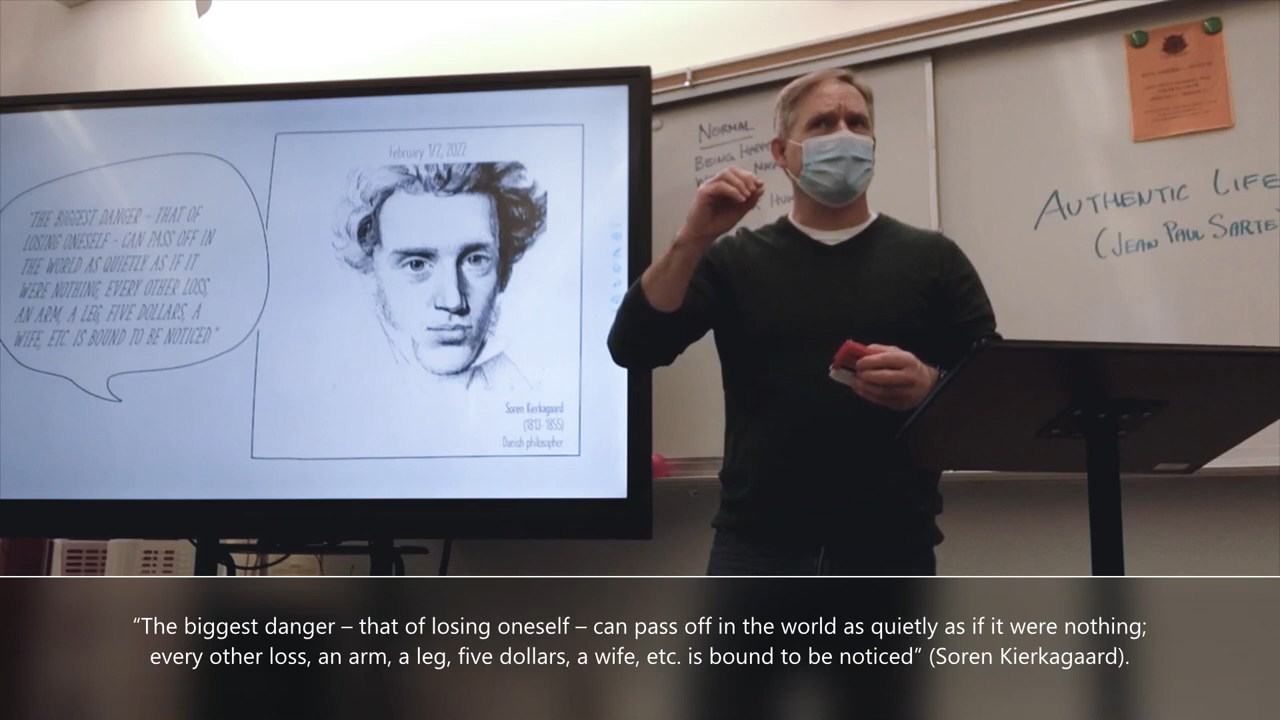 February 1/2, 2022
"THE BIGGEST DANGER – THAT OF
LOSING ONESELF – CAN PASS OFF IN
THE WORLD AS QUIETLY AS IF IT
WERE NOTHING; EVERY OTHER LOSS,
AN ARM, A LEG, FIVE DOLLARS, A
WIFE, ETC. IS BOUND TO BE NOTICED"
Soren Kierkagaard
(1813-1855)
Danish philosopher
NORMAL
BEING
AUTHENTIC LIFE
(JEAN PAUL SARTE
“The biggest danger – that of losing oneself – can pass off in the world as quietly as if it were nothing;
every other loss, an arm, a leg, five dollars, a wife, etc. is bound to be noticed” (Soren Kierkagaard).